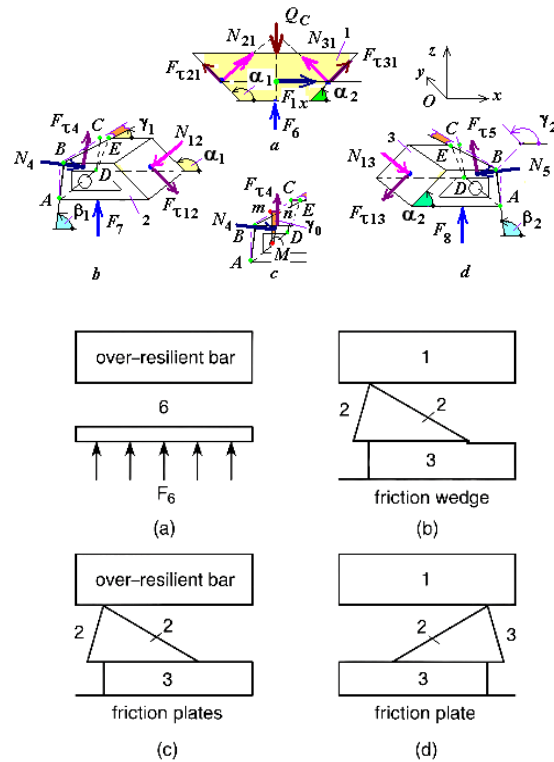 Q_C
N_21 N_31 1
F_τ21 F_τ31
α_1 α_2
F_1x
F_6
a
z
y
O x
F_τ4 C γ_1
E
N_4 B D
N_12
α_1
A F_τ12
β_1 F_7 2
b
F_τ4 C
m n E
N_4 B D
γ_0
A M
c
3 C F_τ5 γ_2
E
N_13 B
D N_5
F_τ13 α_2 A
F_8 β_2
d
over–resilient bar
6
F_6
(a)
1
2 2
3
friction wedge
(b)
over–resilient bar
2 2
3
friction plates
(c)
1
2 3
3
friction plate
(d)